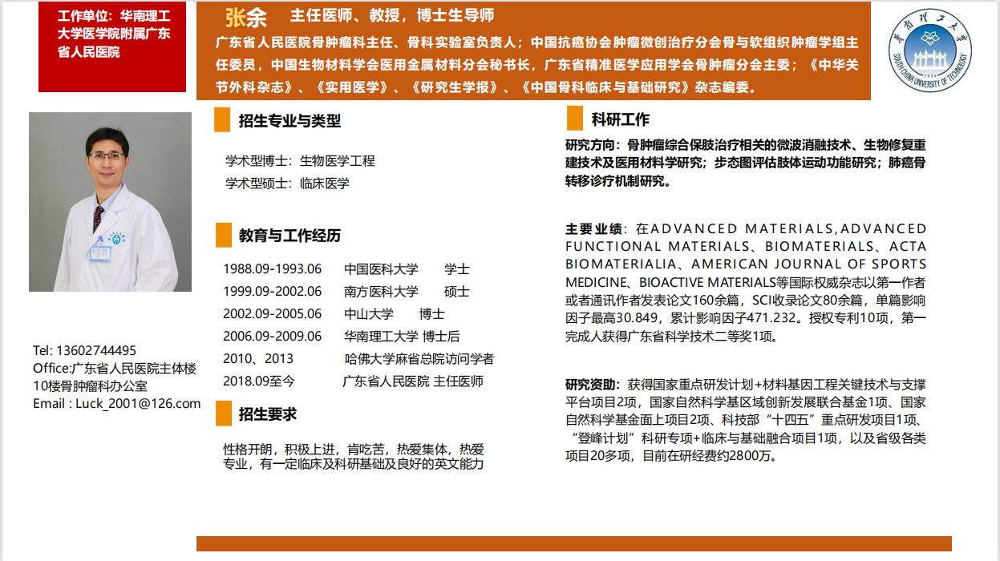 工作单位：华南理工
大学医学院附属广东
省人民医院
张余 主任医师、教授，博士生导师
广东省人民医院骨肿瘤科主任、骨科实验室负责人；中国抗癌协会肿瘤微创治疗分会骨与软组织肿瘤学组主
任委员，中国生物材料学会医用金属材料分会秘书长，广东省精准医学应用学会骨肿瘤分会主委；《中华关
节外科杂志》、《实用医学》、《研究生学报》、《中国骨科临床与基础研究》杂志编委。
华南理工大学
SOUTH CHINA UNIVERSITY OF TECHNOLOGY
1934
Tel: 13602744495
Office:广东省人民医院主体楼
10楼骨肿瘤科办公室
Email : Luck_2001@126.com
招生专业与类型
学术型博士：生物医学工程
学术型硕士：临床医学
教育与工作经历
1988.09-1993.06 中国医科大学 学士
1999.09-2002.06 南方医科大学 硕士
2002.09-2005.06 中山大学 博士
2006.09-2009.06 华南理工大学 博士后
2010、2013 哈佛大学麻省总院访问学者
2018.09至今 广东省人民医院 主任医师
招生要求
性格开朗，积极上进，肯吃苦，热爱集体，热爱
专业，有一定临床及科研基础及良好的英文能力
科研工作
研究方向：骨肿瘤综合保肢治疗相关的微波消融技术、生物修复重
建技术及医用材料学研究；步态图评估肢体运动功能研究；肺癌骨
转移诊疗机制研究。
主要业绩：在ADVANCED MATERIALS,ADVANCED
FUNCTIONAL MATERIALS、BIOMATERIALS、ACTA
BIOMATERIALIA、AMERICAN JOURNAL OF SPORTS
MEDICINE、BIOACTIVE MATERIALS等国际权威杂志以第一作者
或者通讯作者发表论文160余篇，SCI收录论文80余篇，单篇影响
因子最高30.849，累计影响因子471.232。授权专利10项，第一
完成人获得广东省科学技术二等奖1项。
研究资助：获得国家重点研发计划+材料基因工程关键技术与支撑
平台项目2项，国家自然科学基区域创新发展联合基金1项、国家
自然科学基金面上项目2项、科技部“十四五”重点研发项目1项、
“登峰计划”科研专项+临床与基础融合项目1项，以及省级各类
项目20多项，目前在研经费约2800万。